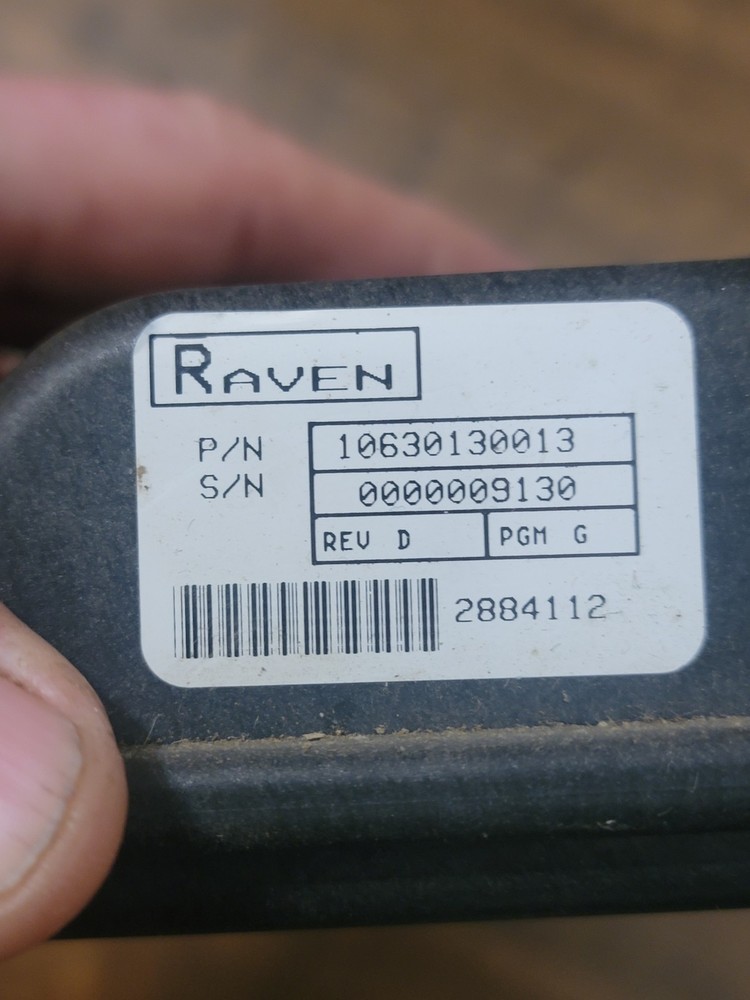 RAVEN
P/N 10630130013
S/N 0000009130
REV D PGM G
2884112